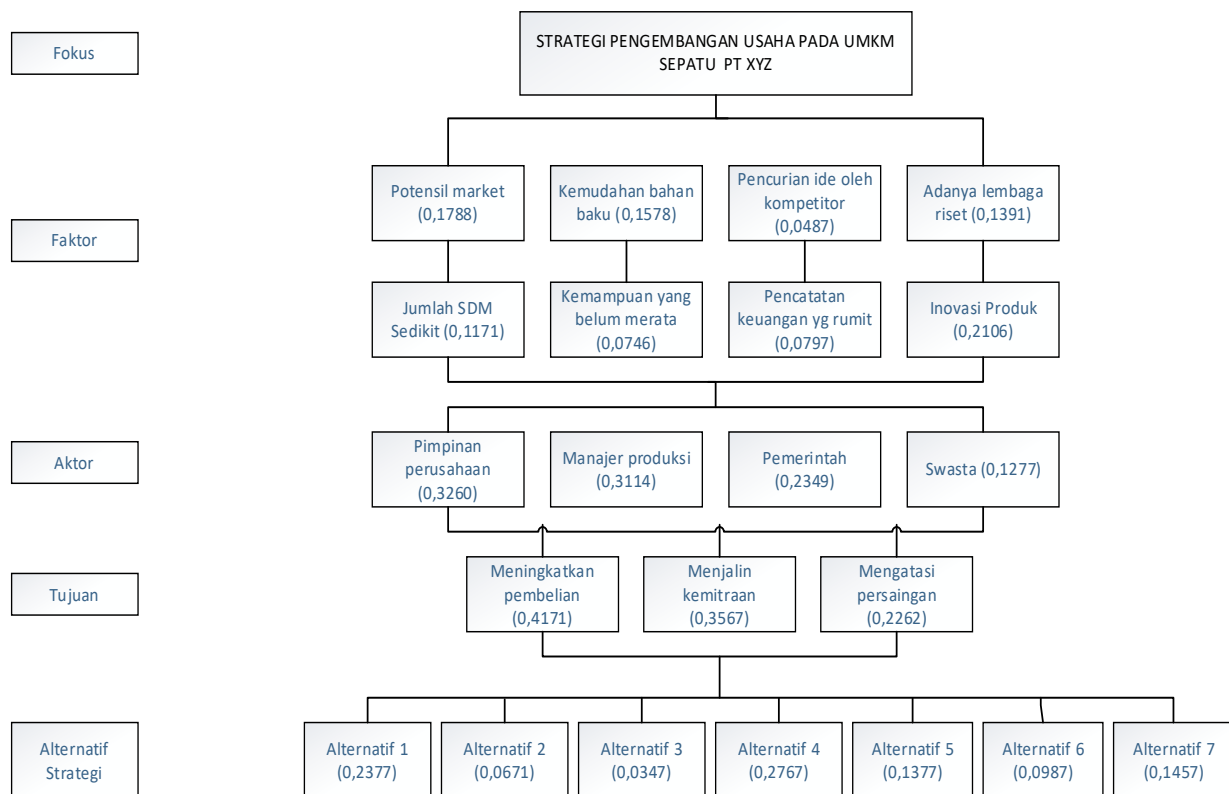 Fokus
STRATEGI PENGEMBANGAN USAHA PADA UMKM
SEPATU PT XYZ
Faktor
Potensil market
(0,1788)
Kemudahan bahan
baku (0,1578)
Pencurian ide oleh
kompetitor
(0,0487)
Adanya lembaga
riset (0,1391)
Jumlah SDM
Sedikit (0,1171)
Kemampuan yang
belum merata
(0,0746)
Pencatatan
keuangan yg rumit
(0,0797)
Inovasi Produk
(0,2106)
Aktor
Pimpinan
perusahaan
(0,3260)
Manajer produksi
(0,3114)
Pemerintah
(0,2349)
Swasta (0,1277)
Tujuan
Meningkatkan
pembelian
(0,4171)
Menjalin
kemitraan
(0,3567)
Mengatasi
persaingan
(0,2262)
Alternatif
Strategi
Alternatif 1
(0,2377)
Alternatif 2
(0,0671)
Alternatif 3
(0,0347)
Alternatif 4
(0,2767)
Alternatif 5
(0,1377)
Alternatif 6
(0,0987)
Alternatif 7
(0,1457)